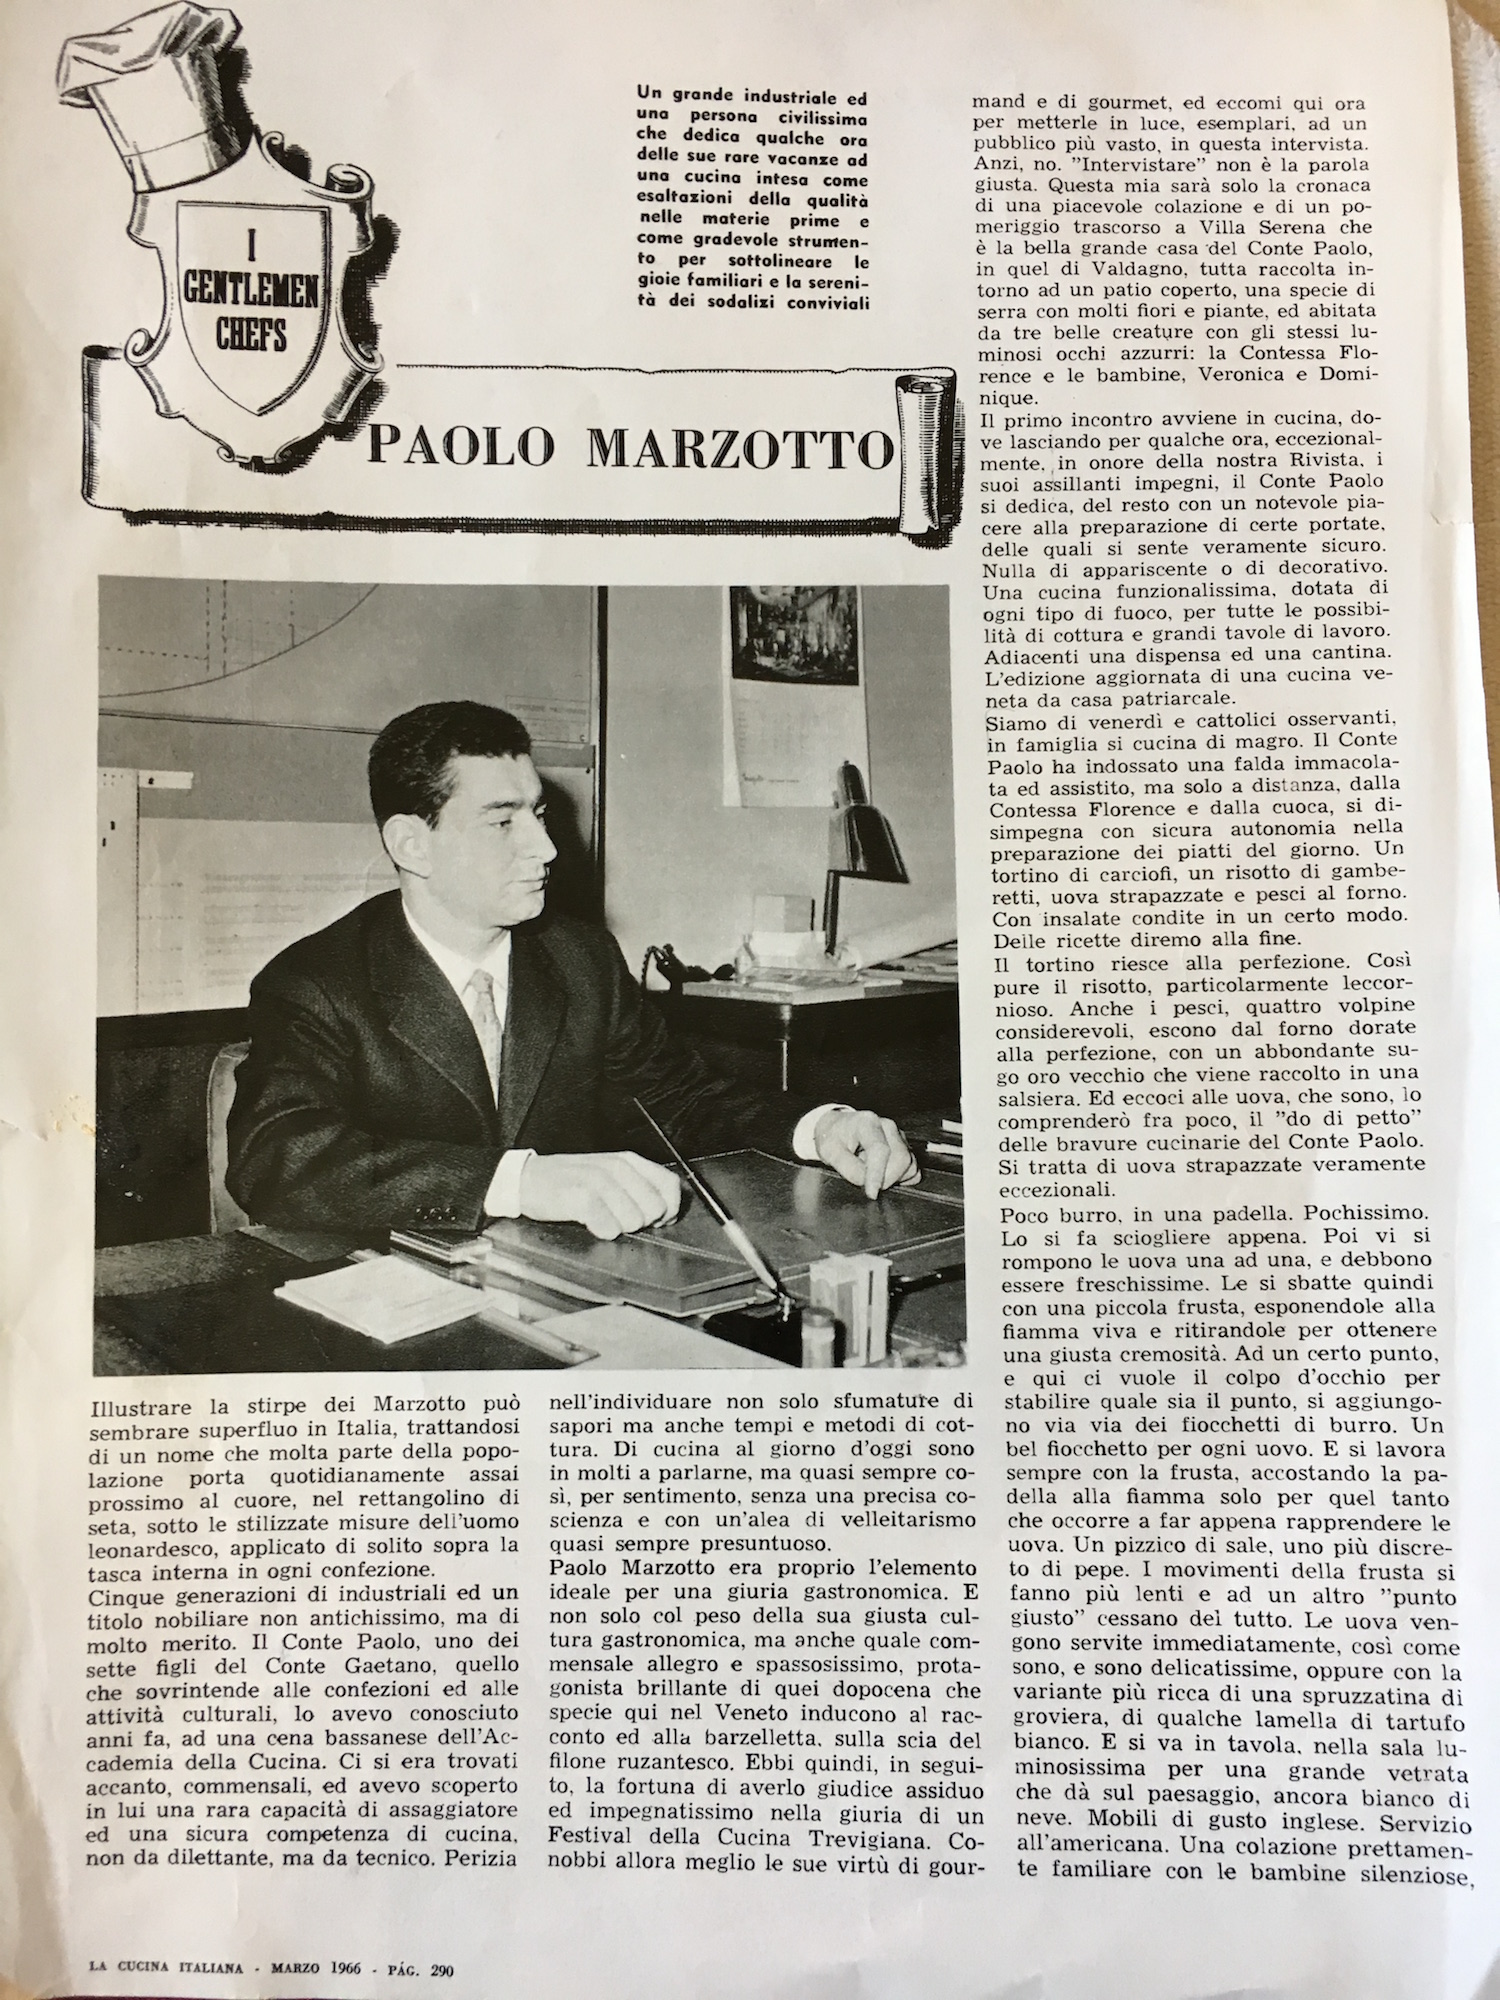 I
GENTLEMEN
CHEFS
Un grande industriale ed
una persona civilissima
che dedica qualche ora
delle sue rare vacanze ad
una cucina intesa come
esaltazioni della qualità
nelle materie prime e
come gradevole strumen-
to per sottolineare le
gioie familiari e la sereni-
tà dei sodalizi conviviali
PAOLO MARZOTTO
Illustrare la stirpe dei Marzotto può
sembrare superfluo in Italia, trattandosi
di un nome che molta parte della popo-
lazione porta quotidianamente assai
prossimo al cuore, nel rettangolino di
seta, sotto le stilizzate misure dell'uomo
leonardesco, applicato di solito sopra la
tasca interna in ogni confezione.
Cinque generazioni di industriali ed un
titolo nobiliare non antichissimo, ma di
molto merito. Il Conte Paolo, uno dei
sette figli del Conte Gaetano, quello
che sovrintende alle confezioni ed alle
attività culturali, lo avevo conosciuto
anni fa, ad una cena bassanese dell'Ac-
cademia della Cucina. Ci si era trovati
accanto, commensali, ed avevo scoperto
in lui una rara capacità di assaggiatore
ed una sicura competenza di cucina,
non da dilettante, ma da tecnico. Perizia
nell'individuare non solo sfumature di
sapori ma anche tempi e metodi di cot-
tura. Di cucina al giorno d'oggi sono
in molti a parlarne, ma quasi sempre co-
sì, per sentimento, senza una precisa co-
scienza e con un'alea di velleitarismo
quasi sempre presuntuoso.
Paolo Marzotto era proprio l'elemento
ideale per una giuria gastronomica. E
non solo col peso della sua giusta cul-
tura gastronomica, ma anche quale com-
mensale allegro e spassosissimo, prota-
gonista brillante di quei dopocena che
specie qui nel Veneto inducono al rac-
conto ed alla barzelletta, sulla scia del
filone ruzantesco. Ebbi quindi, in segui-
to, la fortuna di averlo giudice assiduo
ed impegnatissimo nella giuria di un
Festival della Cucina Trevigiana. Co-
nobbi allora meglio le sue virtù di gour-
mand e di gourmet, ed eccomi qui ora
per metterle in luce, esemplari, ad un
pubblico più vasto, in questa intervista.
Anzi, no. "Intervistare" non è la parola
giusta. Questa mia sarà solo la cronaca
di una piacevole colazione e di un po-
meriggio trascorso a Villa Serena che
è la bella grande casa del Conte Paolo,
in quel di Valdagno, tutta raccolta in-
torno ad un patio coperto, una specie di
serra con molti fiori e piante, ed abitata
da tre belle creature con gli stessi lu-
minosi occhi azzurri: la Contessa Flo-
rence e le bambine, Veronica e Domi-
nique.
Il primo incontro avviene in cucina, do-
ve lasciando per qualche ora, eccezional-
mente, in onore della nostra Rivista, i
suoi assillanti impegni, il Conte Paolo
si dedica, del resto con un notevole pia-
cere alla preparazione di certe portate,
delle quali si sente veramente sicuro.
Nulla di appariscente o di decorativo.
Una cucina funzionalissima, dotata di
ogni tipo di fuoco, per tutte le possibi-
lità di cottura e grandi tavole di lavoro.
Adiacenti una dispensa ed una cantina.
L'edizione aggiornata di una cucina ve-
neta da casa patriarcale.
Siamo di venerdì e cattolici osservanti,
in famiglia si cucina di magro. Il Conte
Paolo ha indossato una falda immacola-
ta ed assistito, ma solo a distanza, dalla
Contessa Florence e dalla cuoca, si di-
simpegna con sicura autonomia nella
preparazione dei piatti del giorno. Un
tortino di carciofi, un risotto di gambe-
retti, uova strapazzate e pesci al forno.
Con insalate condite in un certo modo.
Delle ricette diremo alla fine.
Il tortino riesce alla perfezione. Così
pure il risotto, particolarmente leccor-
nioso. Anche i pesci, quattro volpine
considerevoli, escono dal forno dorate
alla perfezione, con un abbondante su-
go oro vecchio che viene raccolto in una
salsiera. Ed eccoci alle uova, che sono, lo
comprenderò fra poco, il "do di petto"
delle bravure cucinarie del Conte Paolo.
Si tratta di uova strapazzate veramente
eccezionali.
Poco burro, in una padella. Pochissimo.
Lo si fa sciogliere appena. Poi vi si
rompono le uova una ad una, e debbono
essere freschissime. Le si sbatte quindi
con una piccola frusta, esponendole alla
fiamma viva e ritirandole per ottenere
una giusta cremosità. Ad un certo punto,
e qui ci vuole il colpo d'occhio per
stabilire quale sia il punto, si aggiungo-
no via via dei fiocchetti di burro. Un
bel fiocchetto per ogni uovo. E si lavora
sempre con la frusta, accostando la pa-
della alla fiamma solo per quel tanto
che occorre a far appena rapprendere le
uova. Un pizzico di sale, uno più discre-
to di pepe. I movimenti della frusta si
fanno più lenti e ad un altro "punto
giusto" cessano del tutto. Le uova ven-
gono servite immediatamente, così come
sono, e sono delicatissime, oppure con la
variante più ricca di una spruzzatina di
groviera, di qualche lamella di tartufo
bianco. E si va in tavola, nella sala lu-
minosissima per una grande vetrata
che dà sul paesaggio, ancora bianco di
neve. Mobili di gusto inglese. Servizio
all'americana. Una colazione prettamen-
te familiare con le bambine silenziose,
LA CUCINA ITALIANA - MARZO 1966 - PÁG. 290